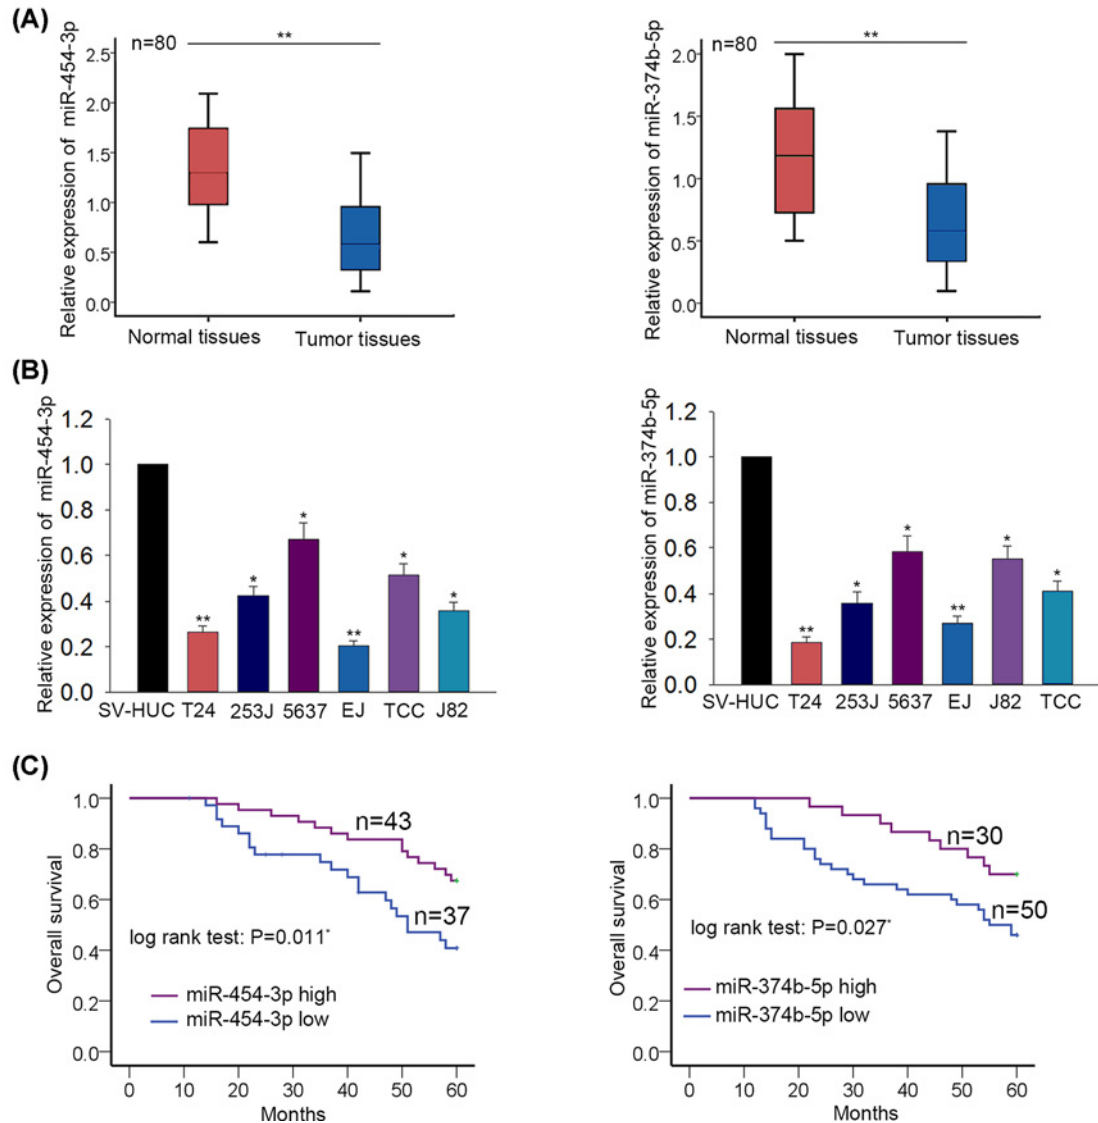 (A)
Relative expression of miR-454-3p
n=80
**
2.5
2.0
1.5
1.0
0.5
0.0
Normal tissues
Tumor tissues
Relative expression of miR-374b-5p
n=80
**
2.0
1.5
1.0
0.5
0.0
Normal tissues
Tumor tissues
(B)
Relative expression of miR-454-3p
1.2
1.0
0.8
0.6
0.4
0.2
0.0
**
*
*
**
*
*
SV-HUC T24 253J 5637 EJ TCC J82
Relative expression of miR-374b-5p
1.2
1.0
0.8
0.6
0.4
0.2
0.0
**
*
*
**
*
*
SV-HUC T24 253J 5637 EJ J82 TCC
(C)
Overall survival
1.0
0.8
0.6
0.4
0.2
0.0
n=43
n=37
log rank test: P=0.011*
miR-454-3p high
miR-454-3p low
0 10 20 30 40 50 60
Months
Overall survival
1.0
0.8
0.6
0.4
0.2
0.0
n=30
n=50
log rank test: P=0.027*
miR-374b-5p high
miR-374b-5p low
0 10 20 30 40 50 60
Months